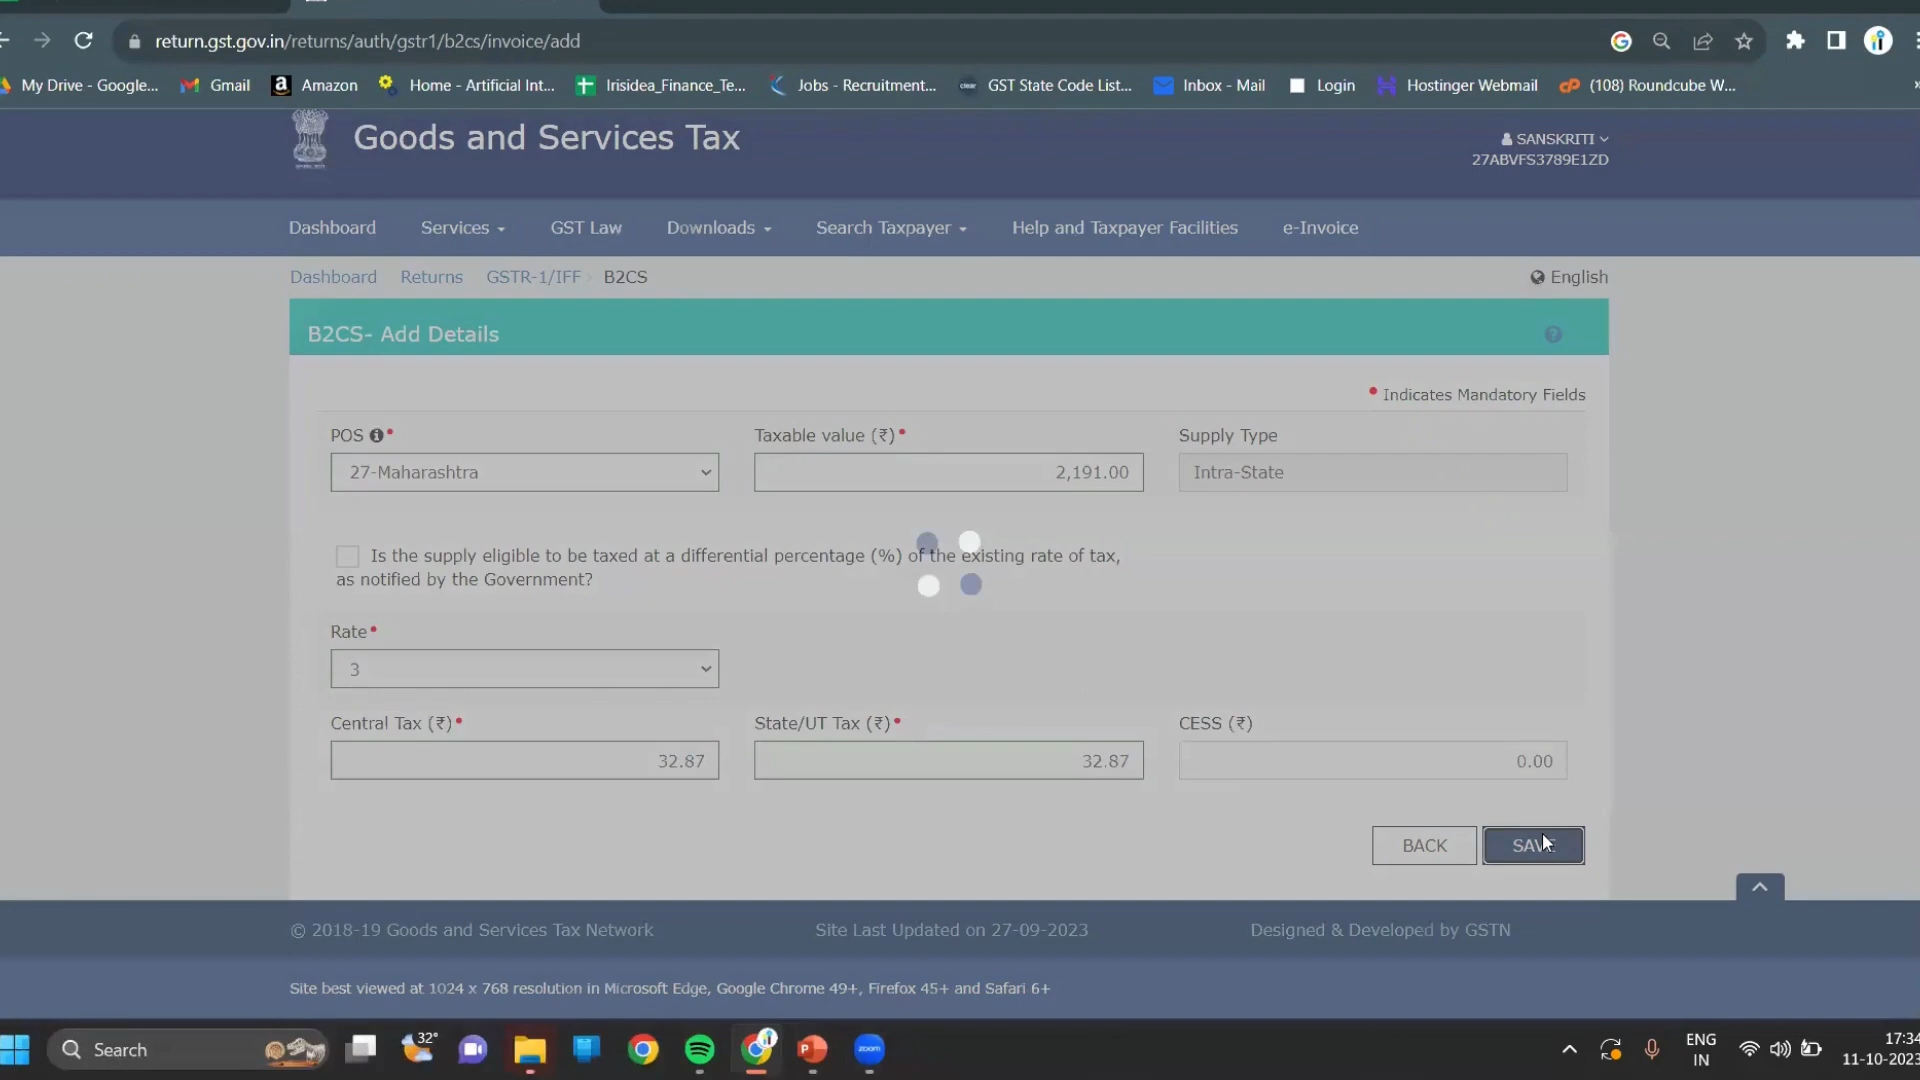 return.gst.gov.in/returns/auth/gstr1/b2cs/invoice/add
My Drive - Google... Gmail Amazon Home - Artificial Int... Irisidea_Finance_Te... Jobs - Recruitment... GST State Code List... Inbox - Mail Login Hostinger Webmail (108) Roundcube W...
Goods and Services Tax
SANSKRITI
27ABVFS3789E1ZD
Dashboard Services GST Law Downloads Search Taxpayer Help and Taxpayer Facilities e-Invoice
Dashboard Returns GSTR-1/IFF B2CS English
B2CS- Add Details
• Indicates Mandatory Fields
POS • Taxable value (₹) • Supply Type
27-Maharashtra 2,191.00 Intra-State
Is the supply eligible to be taxed at a differential percentage (%) of the existing rate of tax,
as notified by the Government?
Rate •
3
Central Tax (₹) • State/UT Tax (₹) • CESS (₹)
32.87 32.87 0.00
BACK SAVE
© 2018-19 Goods and Services Tax Network Site Last Updated on 27-09-2023 Designed & Developed by GSTN
Site best viewed at 1024 x 768 resolution in Microsoft Edge, Google Chrome 49+, Firefox 45+ and Safari 6+
Search 32° zoom ENG IN 17:34
11-10-2023